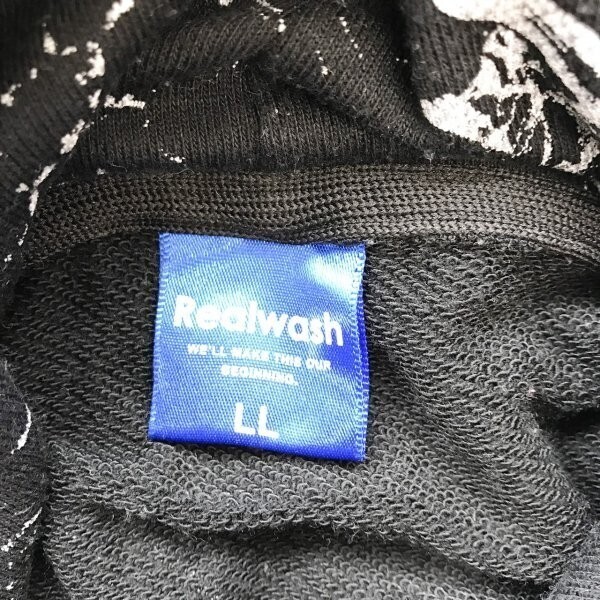 Realwash
WE'LL MAKE THIS OUR
BEGINNING.
LL